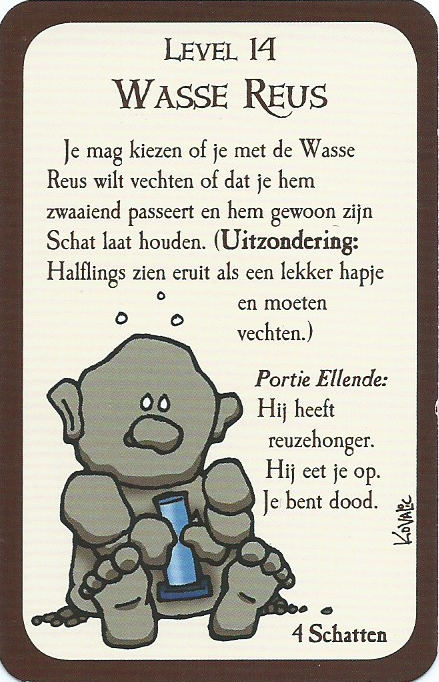 Level 14
Wasse Reus
Je mag kiezen of je met de Wasse
Reus wilt vechten of dat je hem
zwaaiend passeert en hem gewoon zijn
Schat laat houden. (Uitzondering:
Halflings zien eruit als een lekker hapje
en moeten
vechten.)
Portie Ellende:
Hij heeft
reuzehonger.
Hij eet je op.
Je bent dood.
Kovalic
4 Schatten